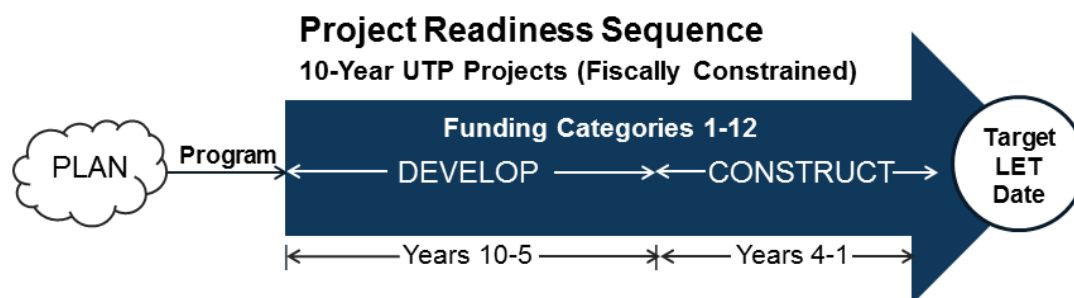 Project Readiness Sequence
10-Year UTP Projects (Fiscally Constrained)
Funding Categories 1-12
PLAN
Program
DEVELOP
CONSTRUCT
Target
LET
Date
Years 10-5
Years 4-1